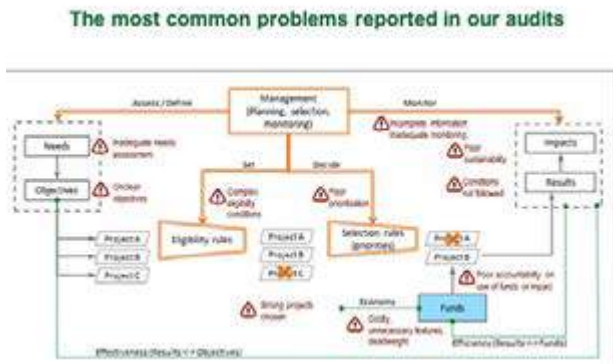 The most common problems reported in our audits
Assess / Define
Management
(Planning, selection,
monitoring)
Monitor
Incomplete information
Inadequate monitoring
Needs
Inadequate needs
assessment
Impacts
Poor
sustainability
Set
Decide
Objectives
Unclear
objectives
Complex
eligibility
conditions
Poor
prioritisation
Conditions
not followed
Results
Project A
Project B
Project C
Eligibility rules
Project A
Project B
Project C
Selection rules
(priorities)
Project A
Project B
Poor accountability on
use of funds or impact
Strong projects
chosen
Economy
Funds
Costly,
unnecessary features,
deadweight
Efficiency (Results <-> Funds)
Effectiveness (Results <-> Objectives)